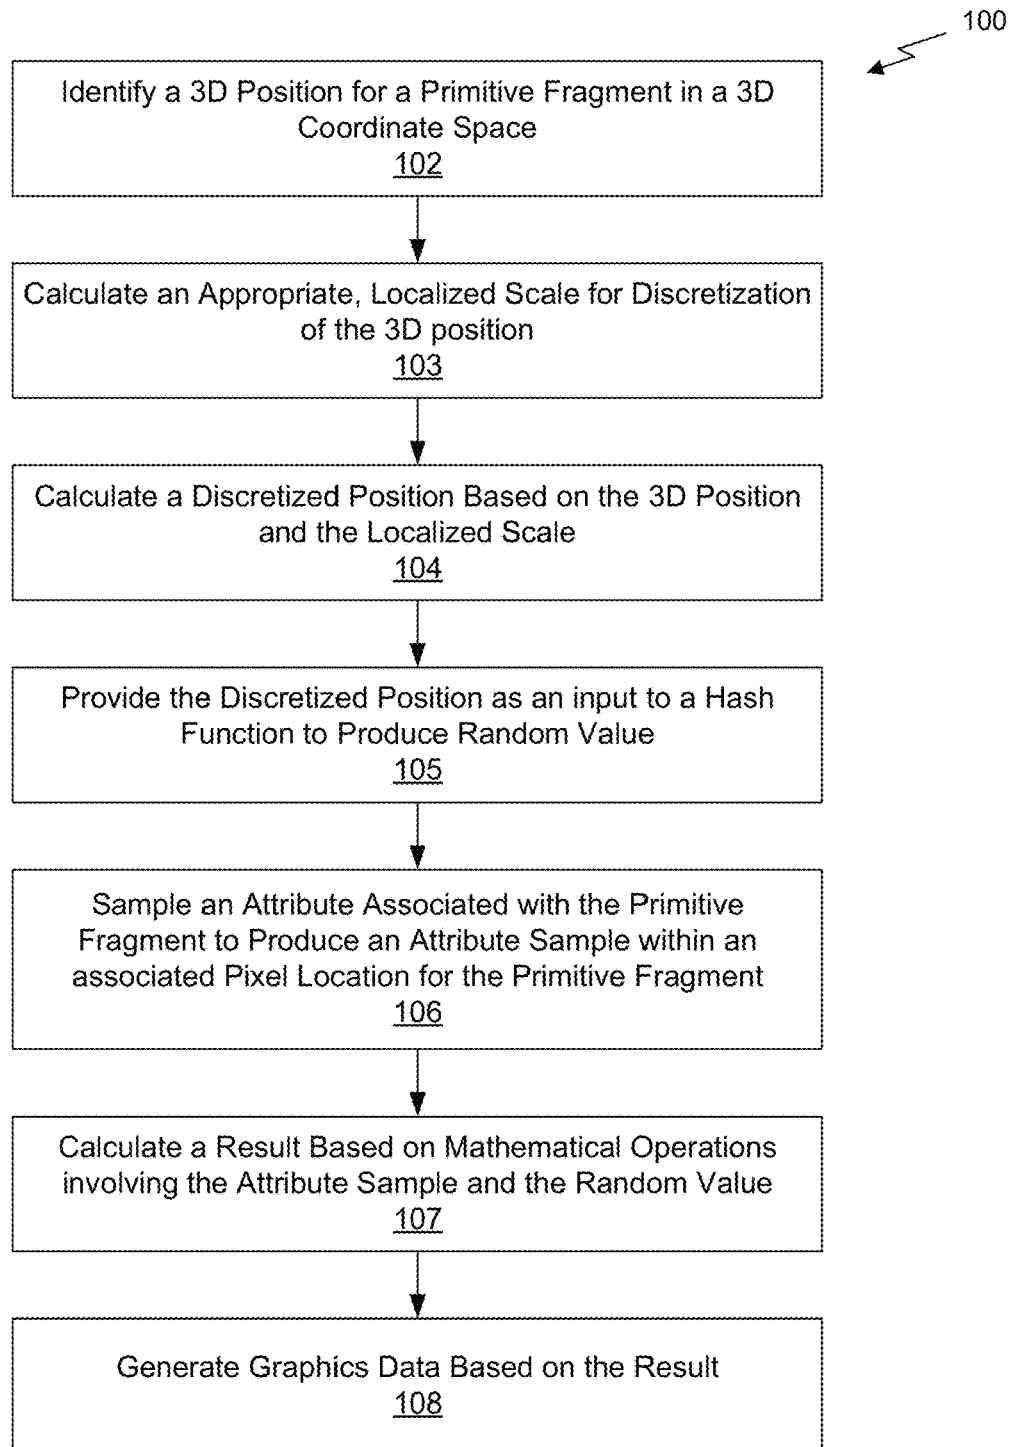 100
Identify a 3D Position for a Primitive Fragment in a 3D
Coordinate Space
102
Calculate an Appropriate, Localized Scale for Discretization
of the 3D position
103
Calculate a Discretized Position Based on the 3D Position
and the Localized Scale
104
Provide the Discretized Position as an input to a Hash
Function to Produce Random Value
105
Sample an Attribute Associated with the Primitive
Fragment to Produce an Attribute Sample within an
associated Pixel Location for the Primitive Fragment
106
Calculate a Result Based on Mathematical Operations
involving the Attribute Sample and the Random Value
107
Generate Graphics Data Based on the Result
108